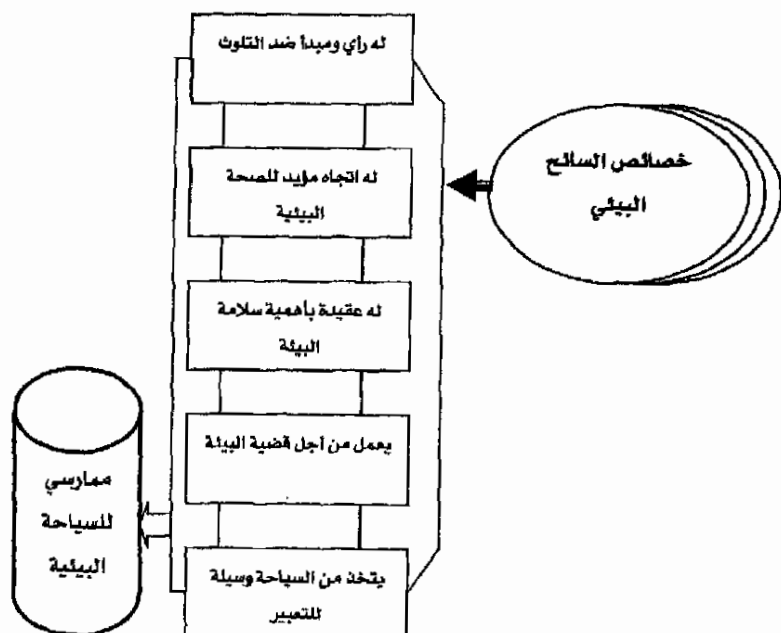 خصائص السائح
البيئي
له رأي ومبدأ ضد التلوث
له اتجاه مؤيد للصحة
البيئية
له عقيدة بأهمية سلامة
البيئة
يعمل من أجل قضية البيئة
يتخذ من السياحة وسيلة
للتعبير
ممارسي
للسياحة
البيئية